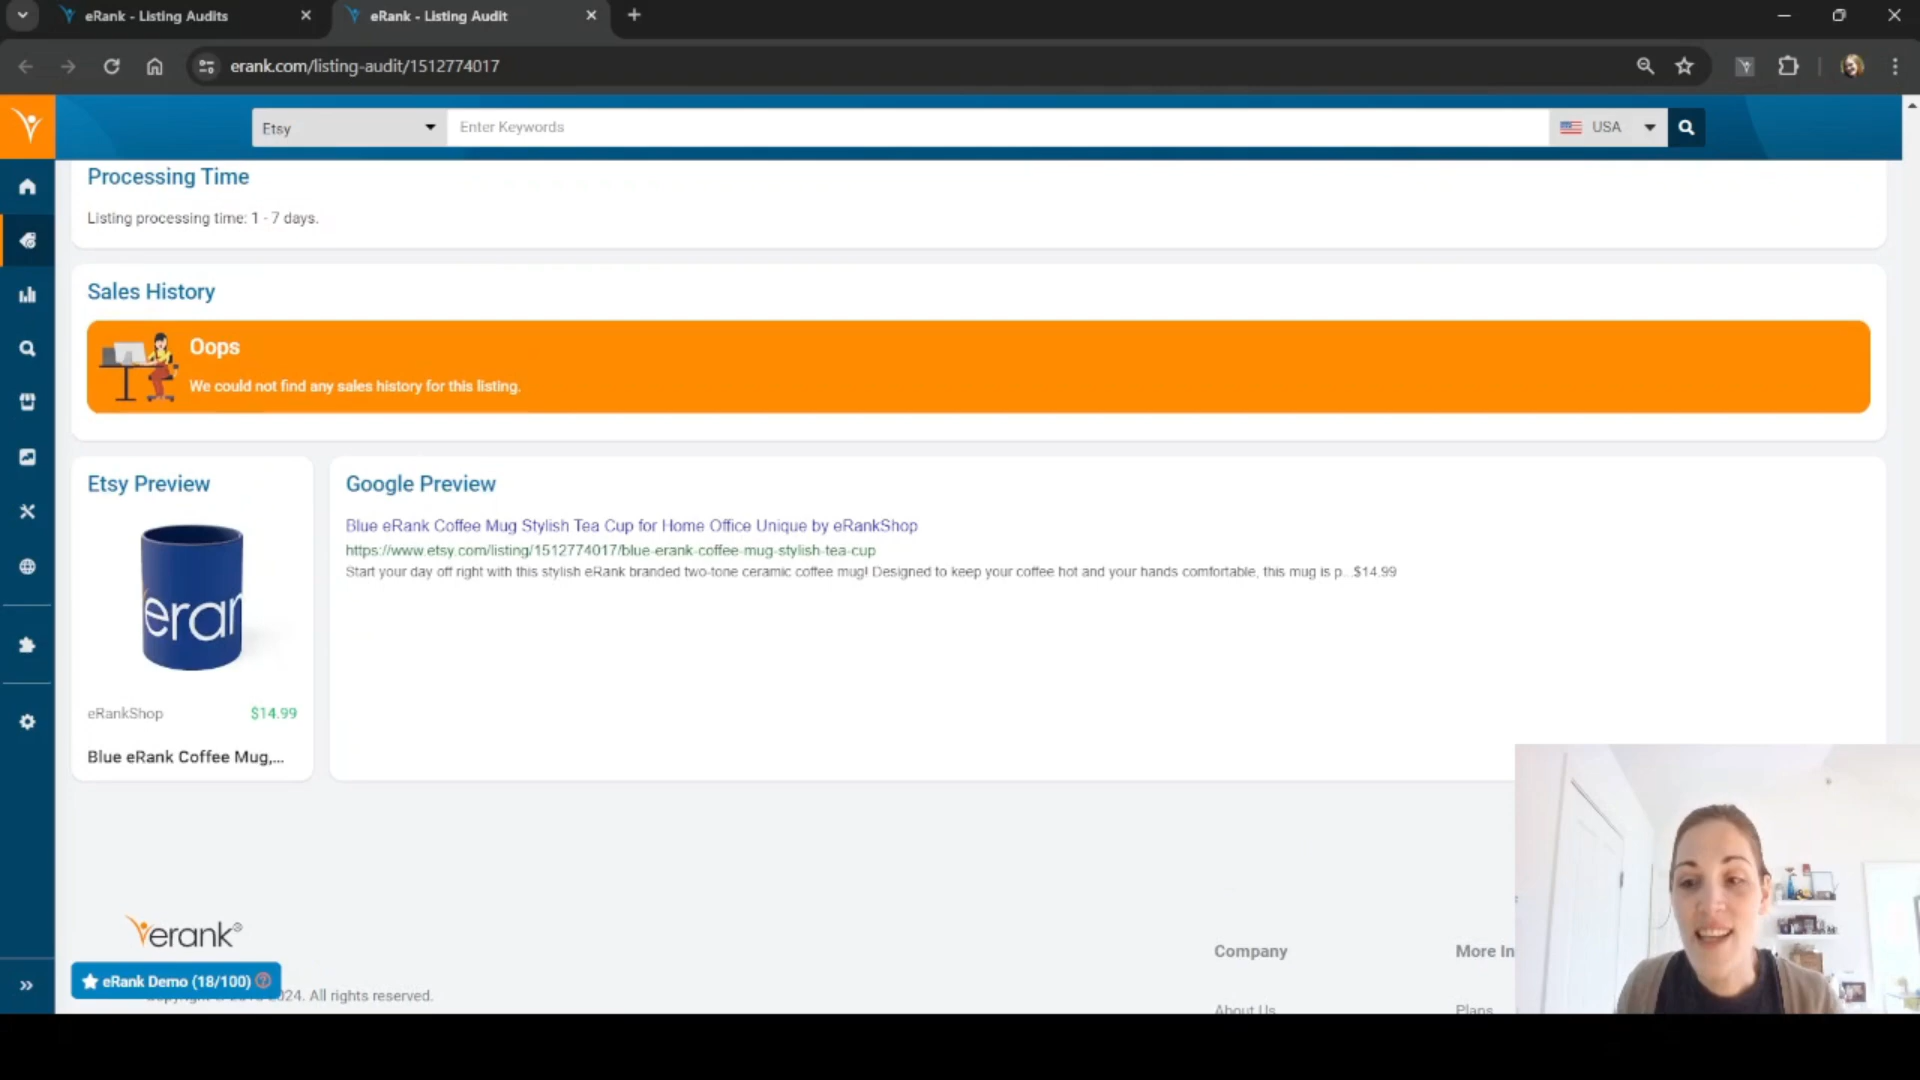 eRank - Listing Audits
eRank - Listing Audit
erank.com/listing-audit/1512774017
Etsy
Enter Keywords
USA
Processing Time
Listing processing time: 1 - 7 days.
Sales History
Oops
We could not find any sales history for this listing.
Etsy Preview
eran
eRankShop
$14.99
Blue eRank Coffee Mug,...
Google Preview
Blue eRank Coffee Mug Stylish Tea Cup for Home Office Unique by eRankShop
https://www.etsy.com/listing/1512774017/blue-erank-coffee-mug-stylish-tea-cup
Start your day off right with this stylish eRank branded two-tone ceramic coffee mug! Designed to keep your coffee hot and your hands comfortable, this mug is p...$14.99
erank®
eRank Demo (18/100)
24. All rights reserved.
Company
More In
About Us
Plans